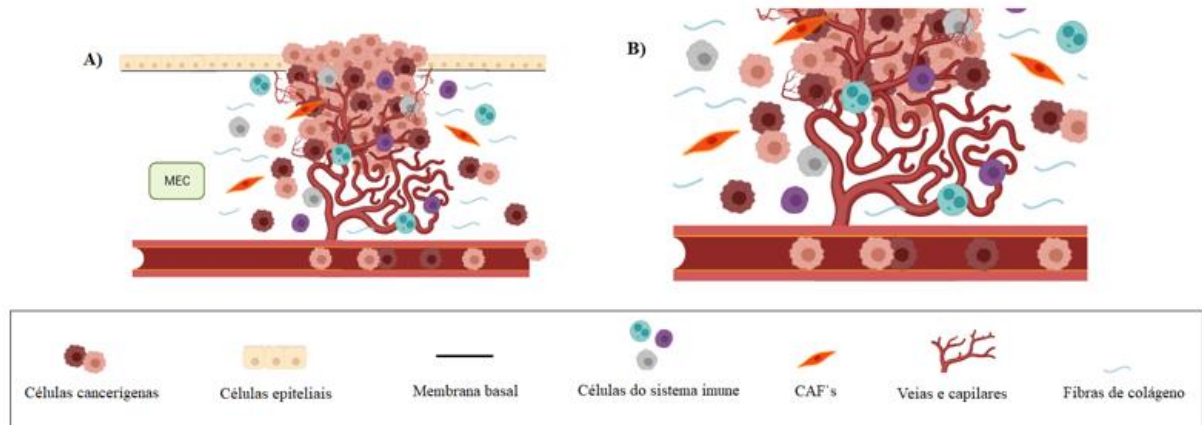 A)
B)
MEC
Células cancerígenas
Células epiteliais
Membrana basal
Células do sistema imune
CAF´s
Veias e capilares
Fibras de colágeno